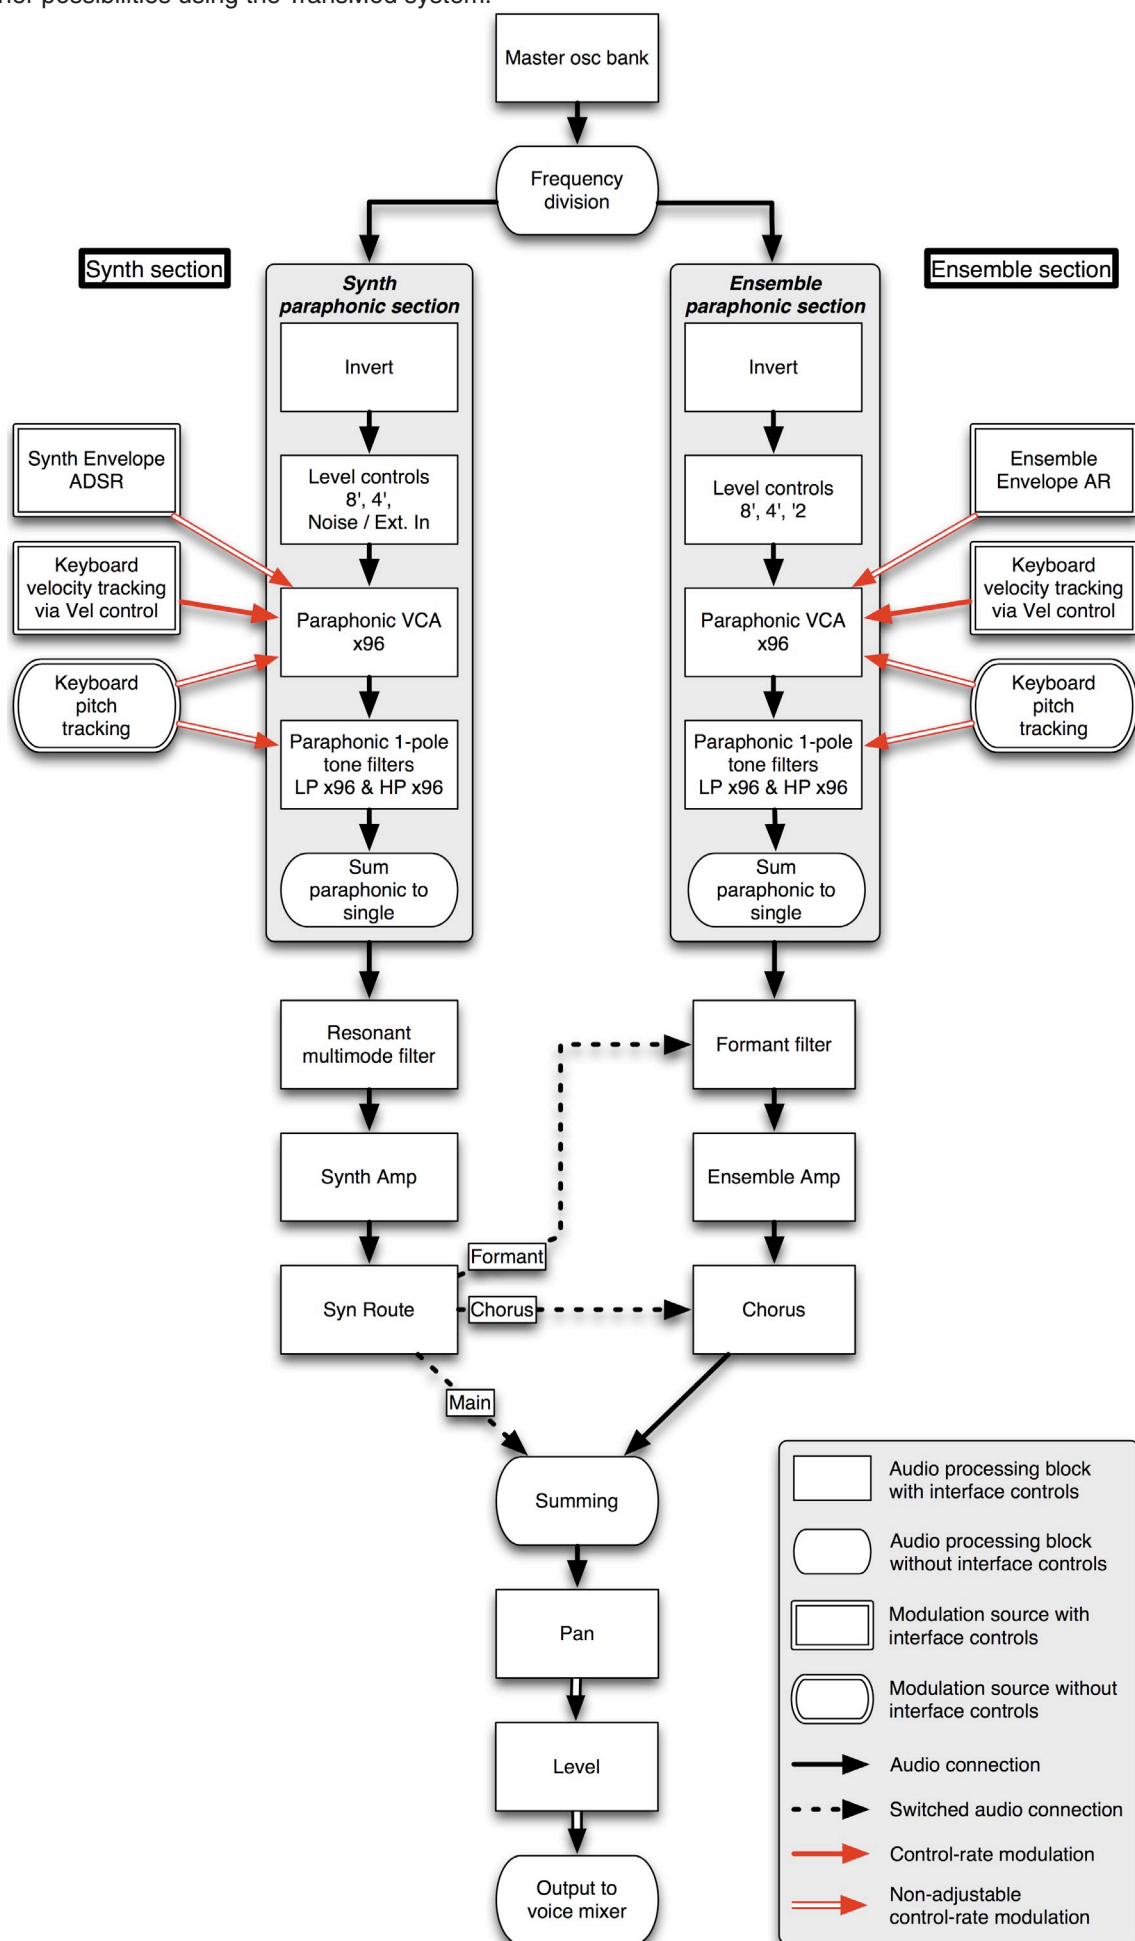 her possibilities using the TransMod system.
Master osc bank
Frequency
division
Synth section
Ensemble section
Synth
paraphonic section
Invert
Level controls
8', 4',
Noise / Ext. In
Paraphonic VCA
x96
Paraphonic 1-pole
tone filters
LP x96 & HP x96
Sum
paraphonic to
single
Synth Envelope
ADSR
Keyboard
velocity tracking
via Vel control
Keyboard
pitch
tracking
Ensemble
paraphonic section
Invert
Level controls
8', 4', '2
Paraphonic VCA
x96
Paraphonic 1-pole
tone filters
LP x96 & HP x96
Sum
paraphonic to
single
Ensemble
Envelope AR
Keyboard
velocity tracking
via Vel control
Keyboard
pitch
tracking
Resonant
multimode filter
Synth Amp
Syn Route
Formant
Chorus
Main
Formant filter
Ensemble Amp
Chorus
Summing
Pan
Level
Output to
voice mixer
Audio processing block
with interface controls
Audio processing block
without interface controls
Modulation source with
interface controls
Modulation source without
interface controls
Audio connection
Switched audio connection
Control-rate modulation
Non-adjustable
control-rate modulation